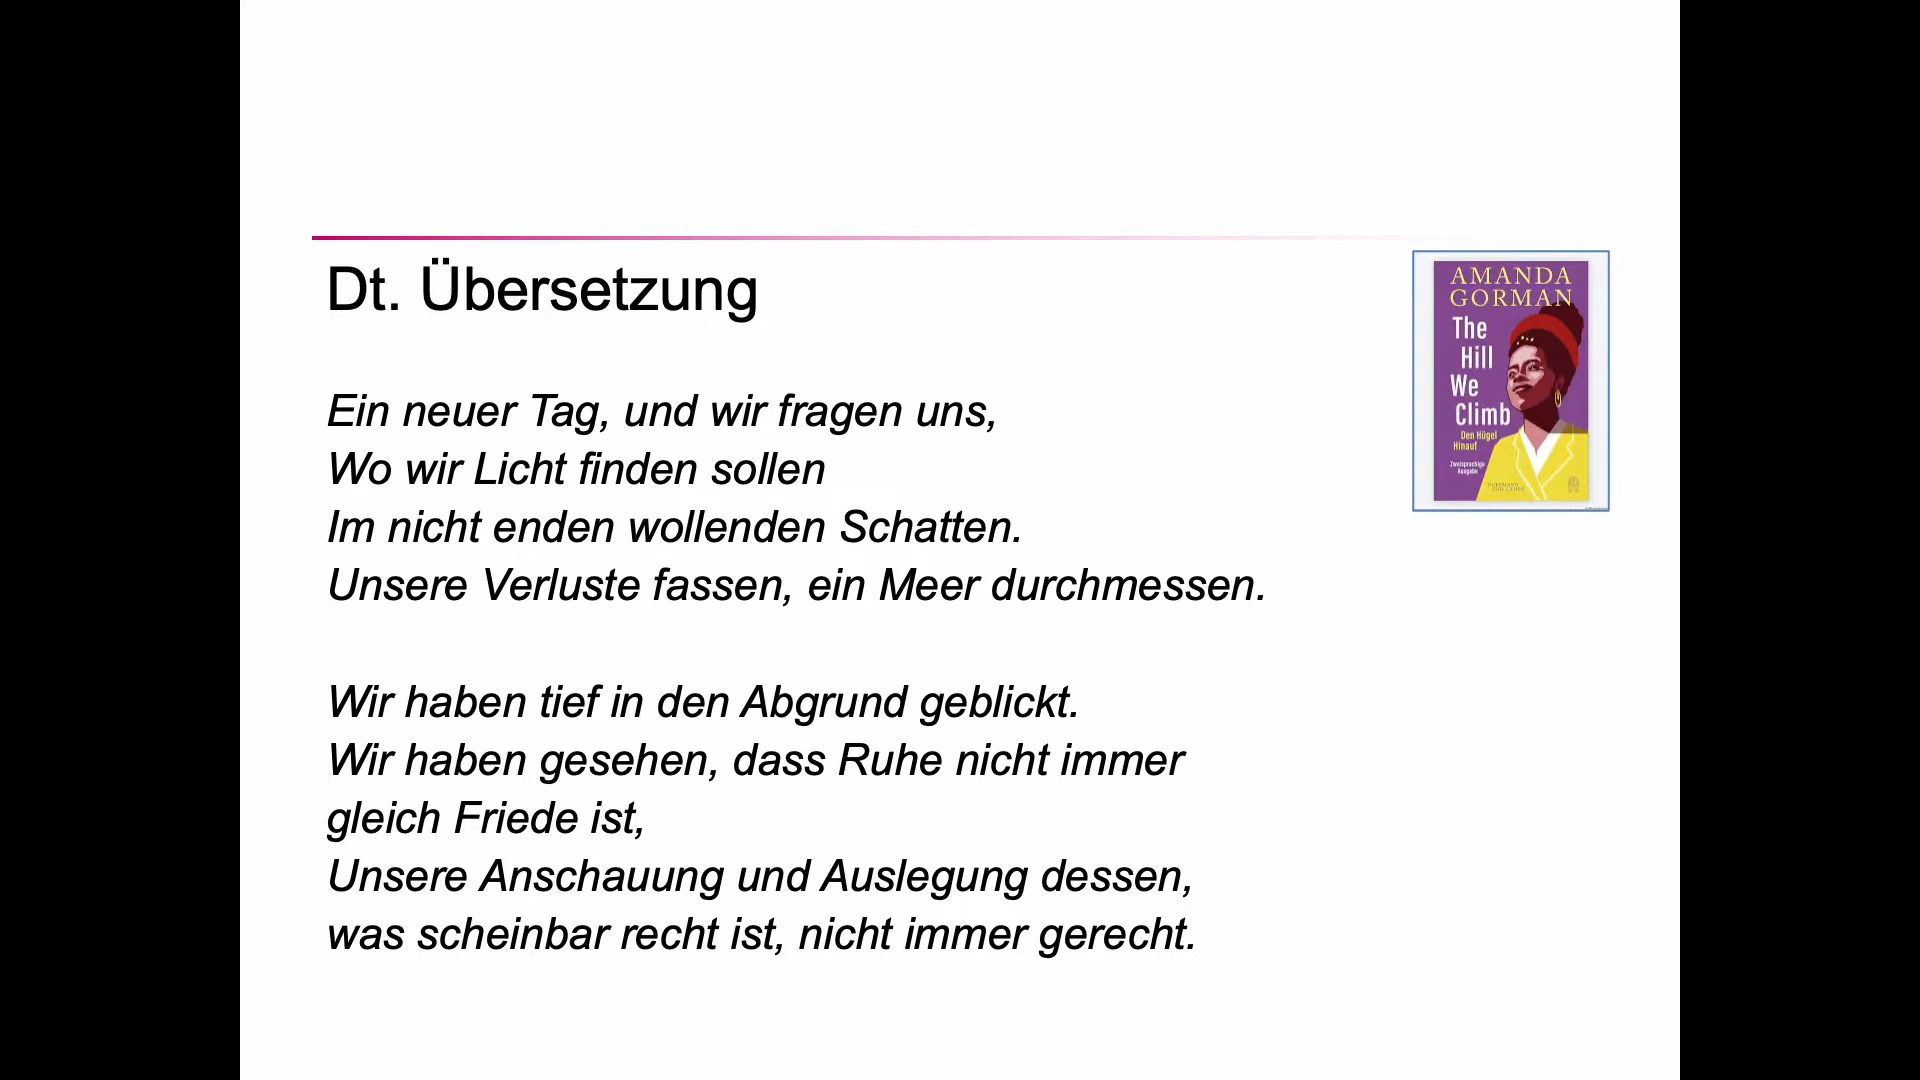 Dt. Übersetzung
Ein neuer Tag, und wir fragen uns,
Wo wir Licht finden sollen
Im nicht enden wollenden Schatten.
Unsere Verluste fassen, ein Meer durchmessen.
Wir haben tief in den Abgrund geblickt.
Wir haben gesehen, dass Ruhe nicht immer
gleich Friede ist,
Unsere Anschauung und Auslegung dessen,
was scheinbar recht ist, nicht immer gerecht.
AMANDA
GORMAN
The
Hill
We
Climb
Den Hügel
Hinauf
Zweisprachige
Ausgabe
HOFFMANN
UND CAMPE